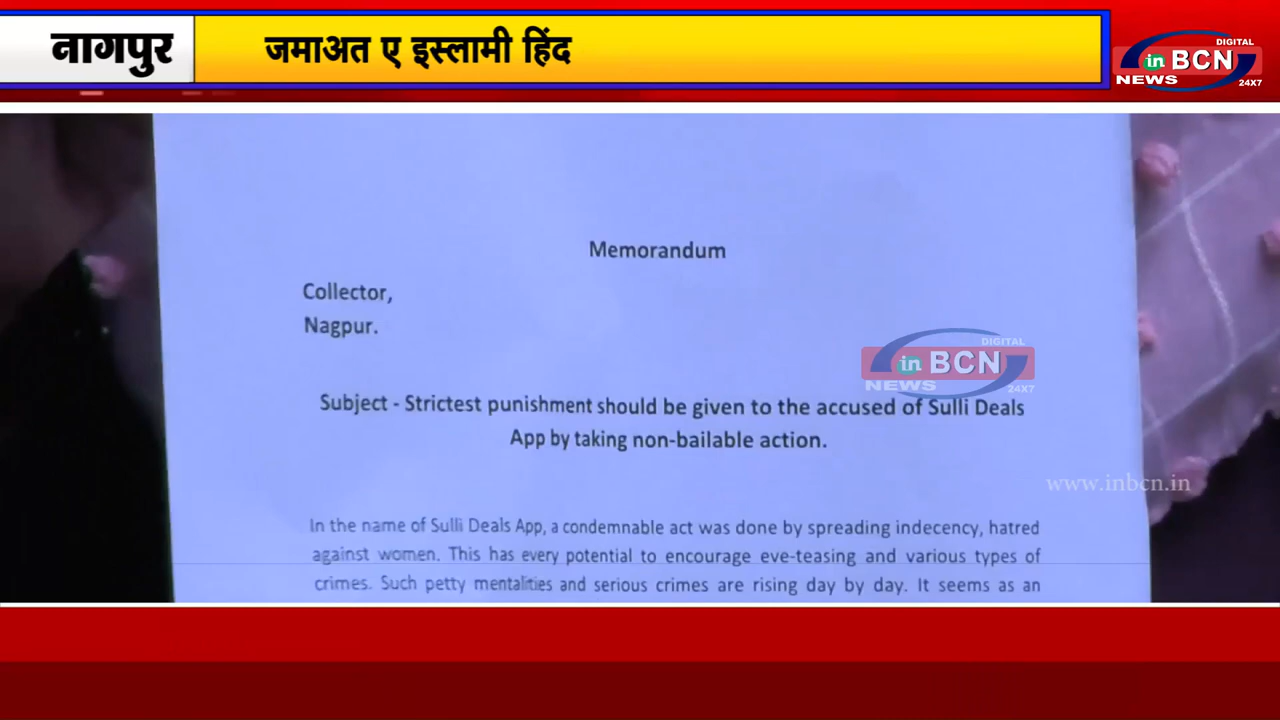 नागपुर
जमाअत ए इस्लामी हिंद
DIGITAL
in BCN
NEWS 24X7
Memorandum
Collector,
Nagpur.
DIGITAL
in BCN
NEWS 24X7
Subject - Strictest punishment should be given to the accused of Sulli Deals
App by taking non-bailable action.
www.inbcn.in
In the name of Sulli Deals App, a condemnable act was done by spreading indecency, hatred
against women. This has every potential to encourage eve-teasing and various types of
crimes. Such petty mentalities and serious crimes are rising day by day. It seems as an